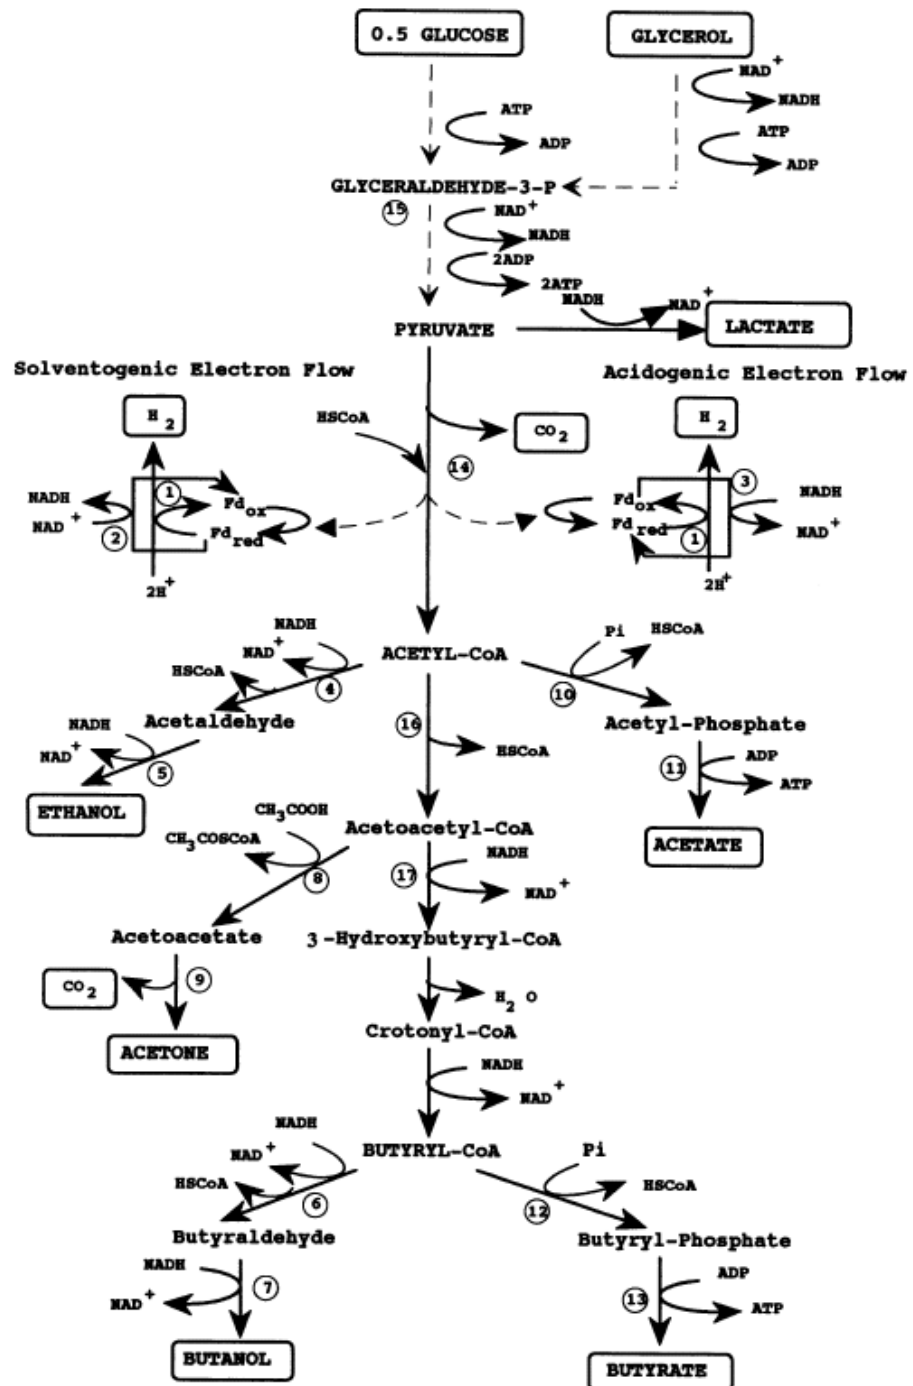 0.5 GLUCOSE
GLYCEROL
NAD+
NADH
ATP
ADP
ATP
ADP
GLYCERALDEHYDE-3-P
15
NAD+
NADH
2ADP
2ATP
NADH
NAD+
PYRUVATE
LACTATE
Solventogenic Electron Flow
Acidogenic Electron Flow
H2
HSCoA
CO2
H2
14
NADH
NAD+
2
1
Fdox
Fdred
2H+
Fdox
Fdred
1
3
NADH
NAD+
2H+
NADH
NAD+
HSCoA
4
ACETYL-CoA
Pi
HSCoA
10
Acetaldehyde
16
HSCoA
Acetyl-Phosphate
NADH
NAD+
5
11
ADP
ATP
ETHANOL
CH3COOH
CH3COSCoA
8
Acetoacetyl-CoA
ACETATE
17
NADH
NAD+
Acetoacetate
3-Hydroxybutyryl-CoA
CO2
9
H2 O
Crotonyl-CoA
ACETONE
NADH
NAD+
NADH
NAD+
HSCoA
6
BUTYRYL-CoA
Pi
HSCoA
12
Butyraldehyde
Butyryl-Phosphate
NADH
NAD+
7
13
ADP
ATP
BUTANOL
BUTYRATE